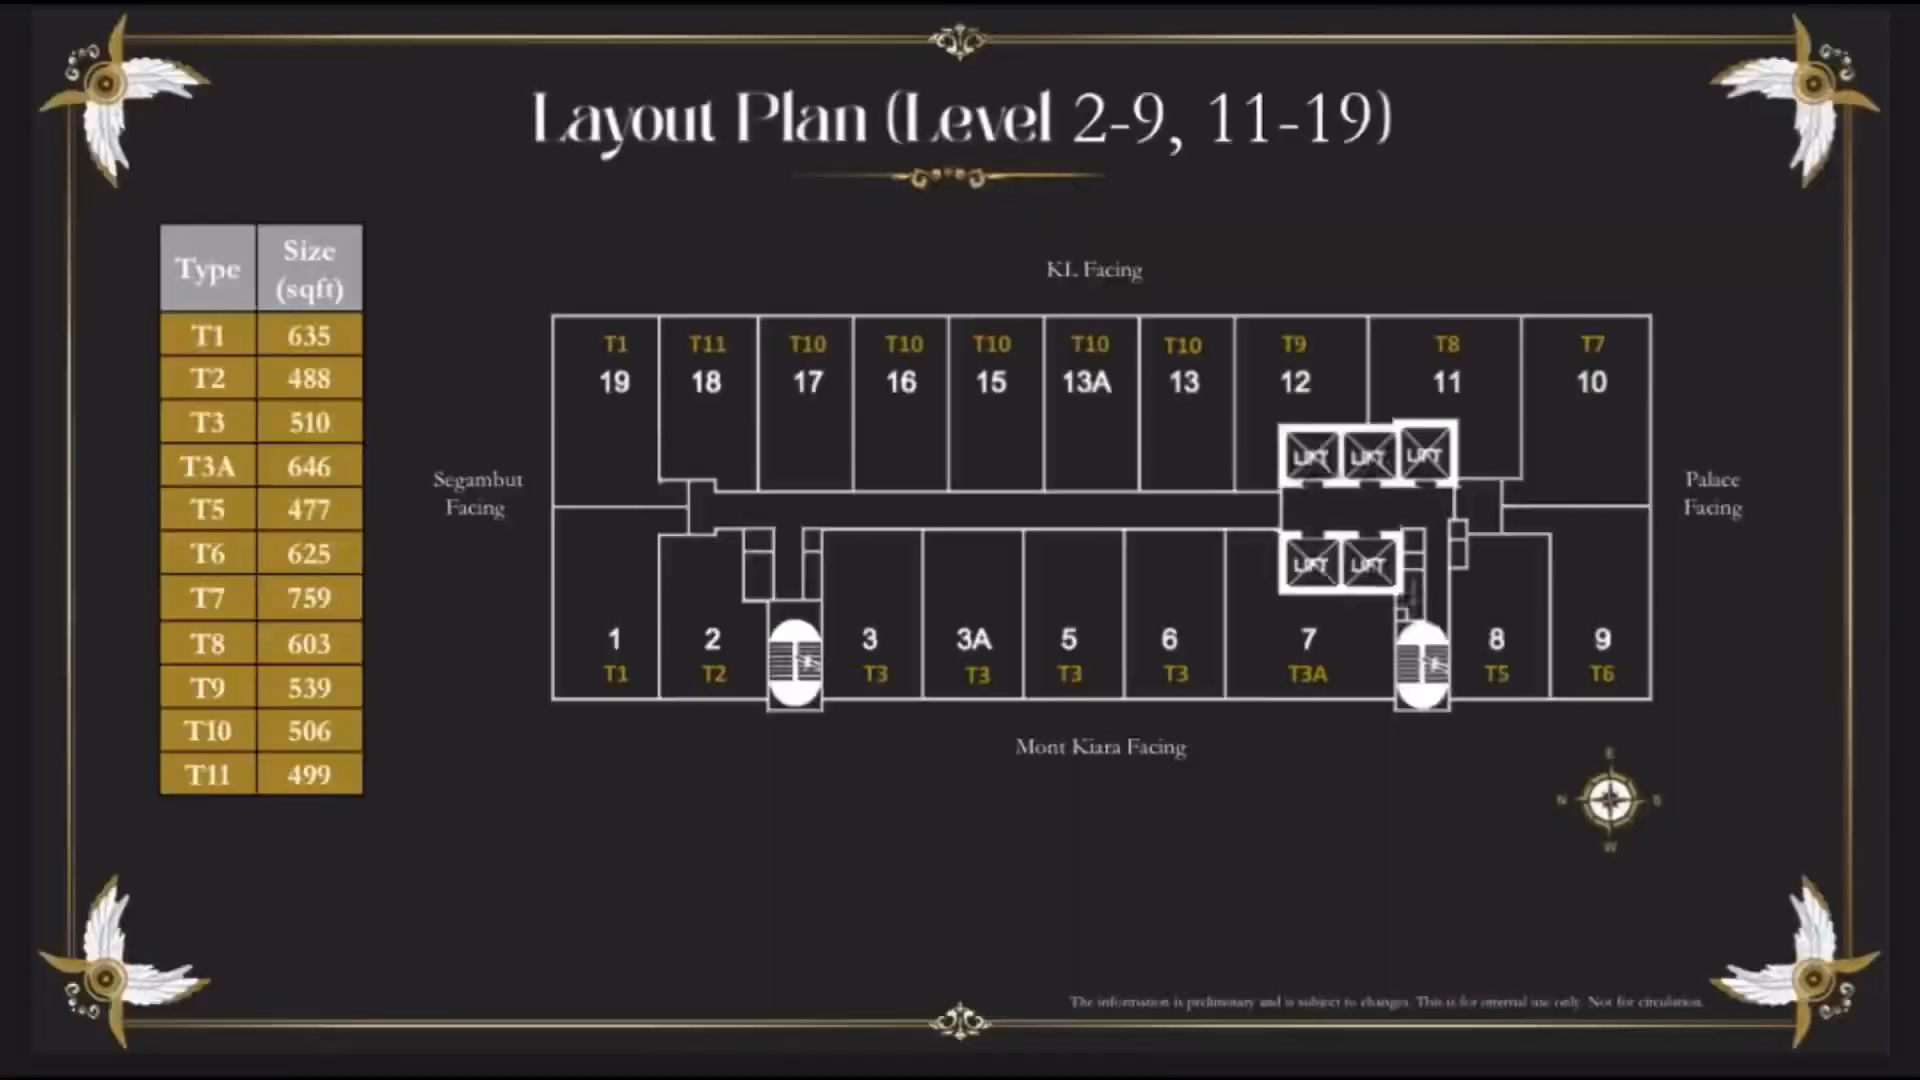 Layout Plan (Level 2-9, 11-19)
Type
Size
(sqft)
T1 635
T2 488
T3 510
T3A 646
T5 477
T6 625
T7 759
T8 603
T9 539
T10 506
T11 499
KL Facing
T1 T11 T10 T10 T10 T10 T10 T9 T8 T7
19 18 17 16 15 13A 13 12 11 10
LIFT LIFT LIFT
Segambut
Facing
Palace
Facing
LIFT LIFT
1 2 3 3A 5 6 7 8 9
T1 T2 T3 T3 T3 T3 T3A T5 T6
Mont Kiara Facing
E
N S
W
The information is preliminary and is subject to changes. This is for internal use only. Not for circulation.